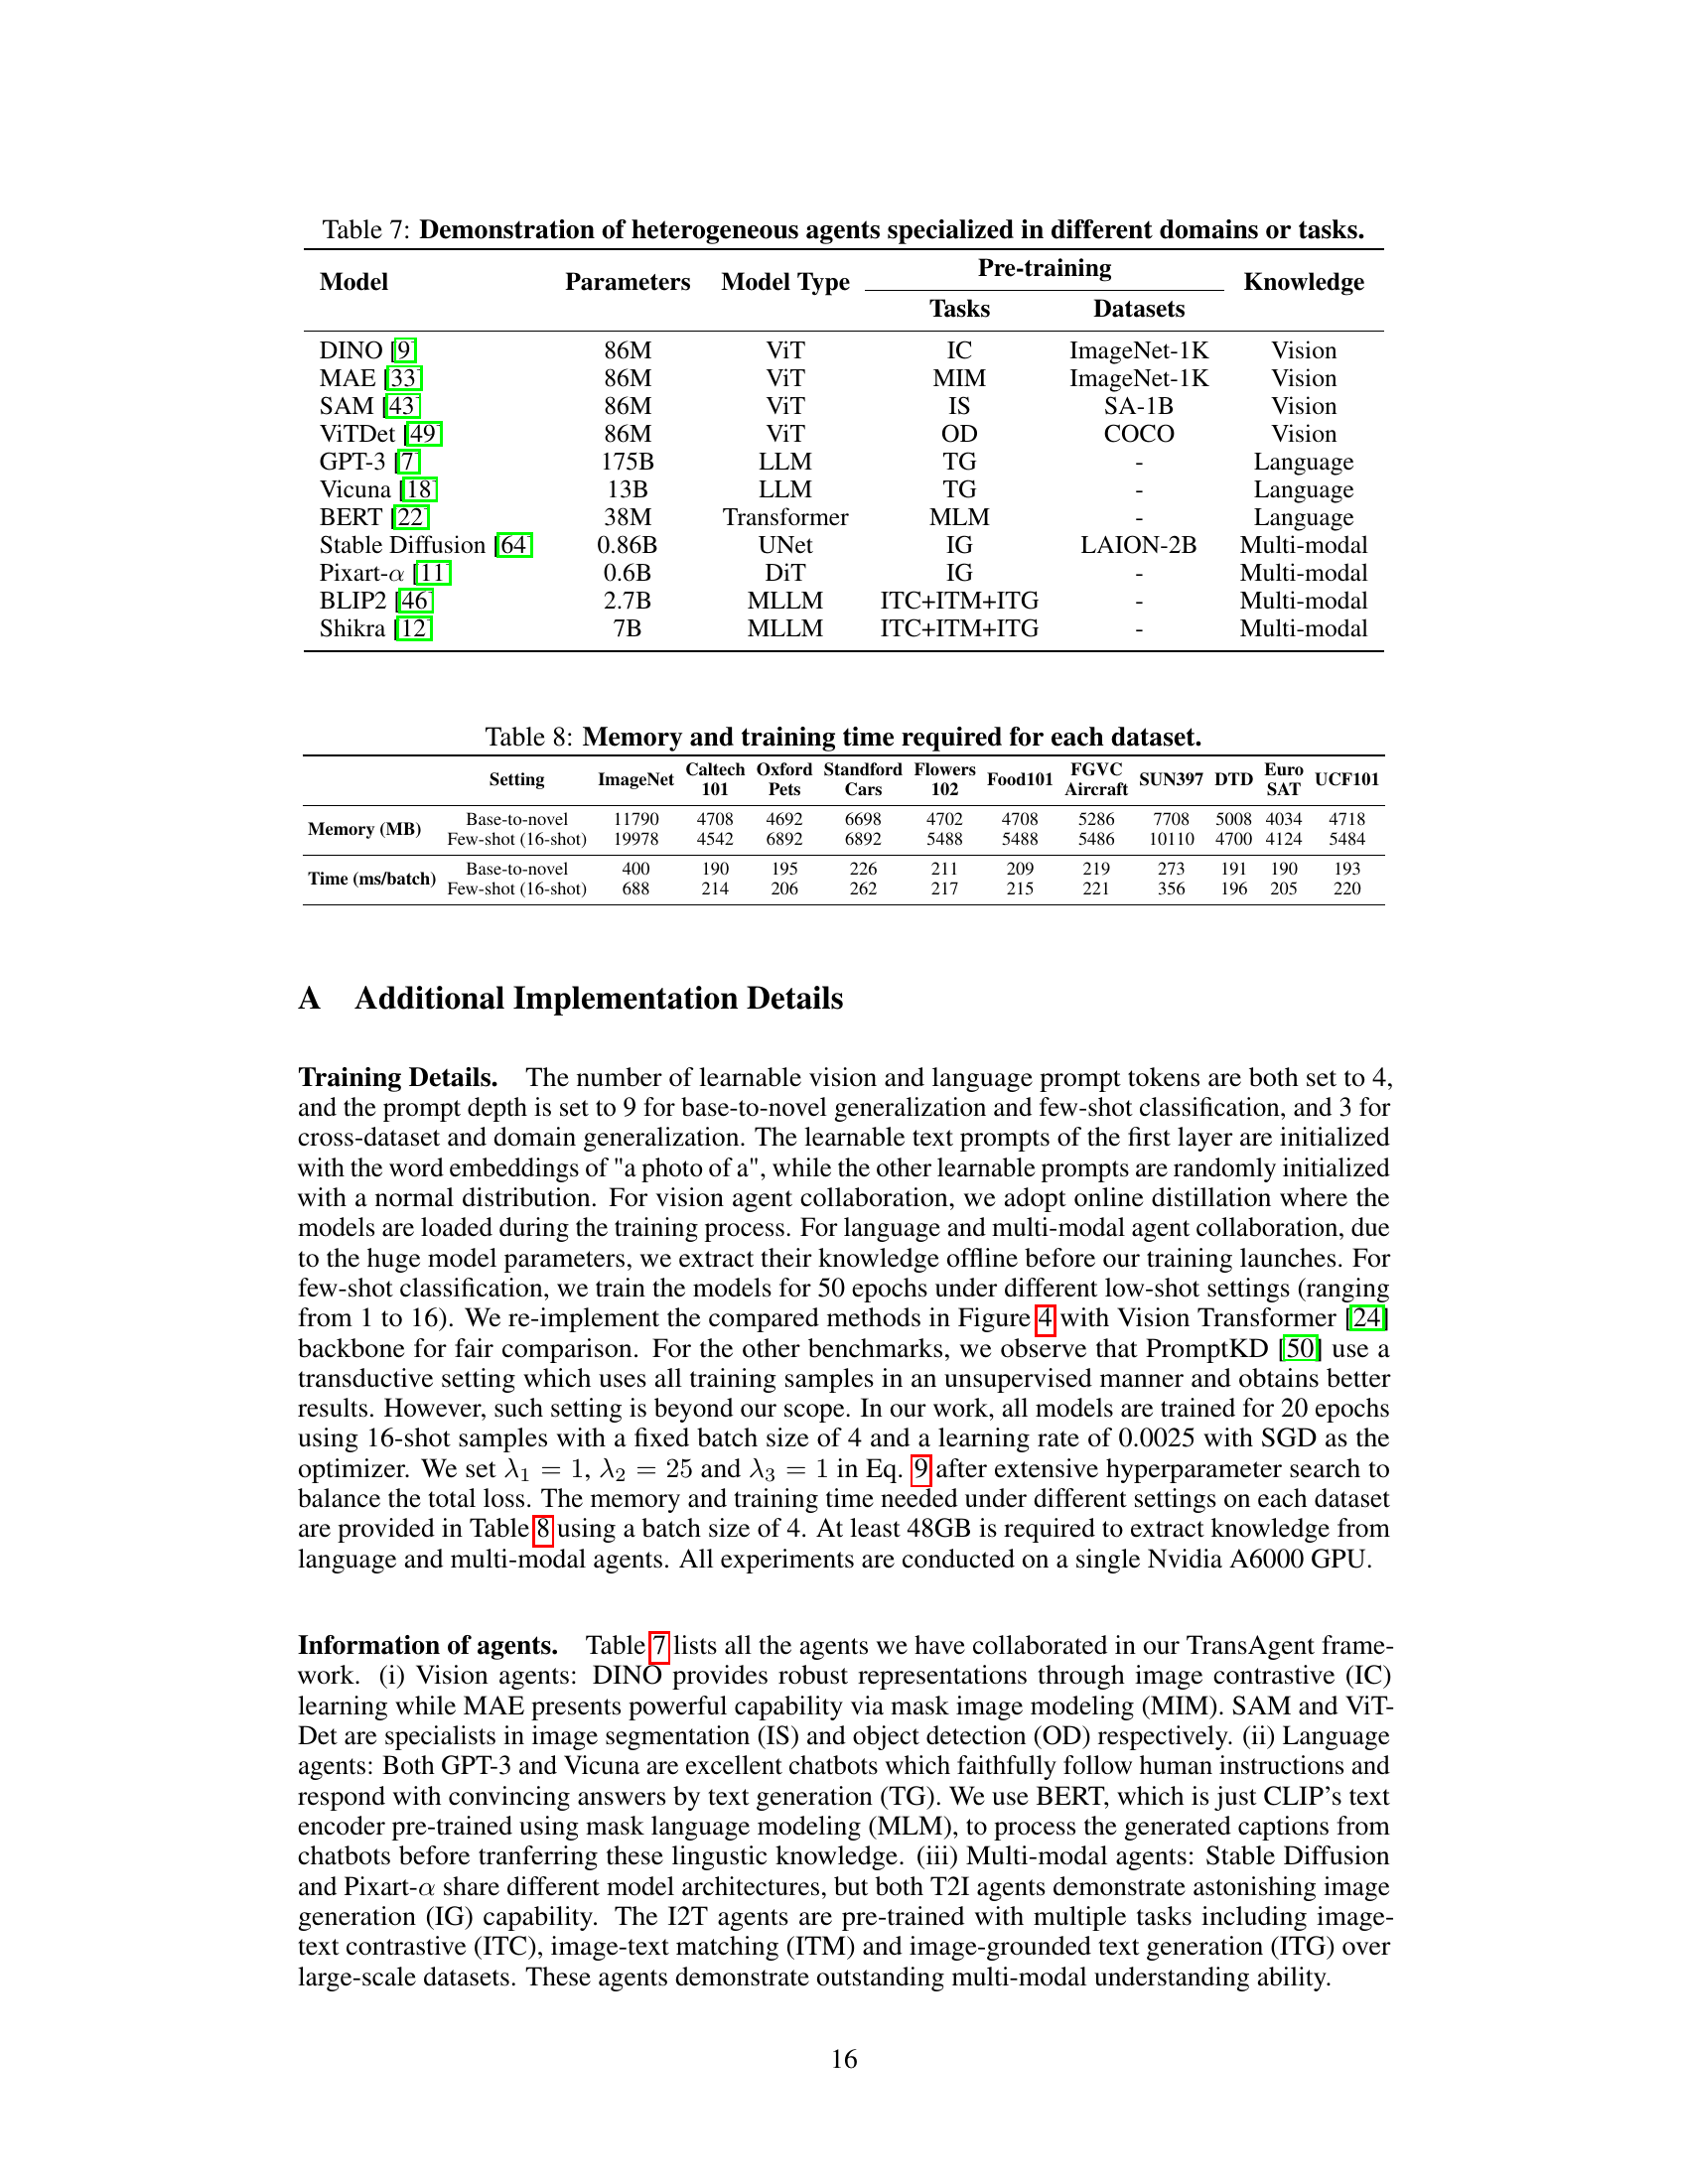 Table 7: Demonstration of heterogeneous agents specialized in different domains or tasks.
Model Parameters Model Type Pre-training Knowledge
Tasks Datasets
DINO [9] 86M ViT IC ImageNet-1K Vision
MAE [33] 86M ViT MIM ImageNet-1K Vision
SAM [43] 86M ViT IS SA-1B Vision
ViTDet [49] 86M ViT OD COCO Vision
GPT-3 [7] 175B LLM TG - Language
Vicuna [18] 13B LLM TG - Language
BERT [22] 38M Transformer MLM - Language
Stable Diffusion [64] 0.86B UNet IG LAION-2B Multi-modal
Pixart-α [11] 0.6B DiT IG - Multi-modal
BLIP2 [46] 2.7B MLLM ITC+ITM+ITG - Multi-modal
Shikra [12] 7B MLLM ITC+ITM+ITG - Multi-modal
Table 8: Memory and training time required for each dataset.
Setting ImageNet Caltech 101 Oxford Pets Standford Cars Flowers 102 Food101 FGVC Aircraft SUN397 DTD Euro SAT UCF101
Memory (MB) Base-to-novel 11790 4708 4692 6698 4702 4708 5286 7708 5008 4034 4718
Few-shot (16-shot) 19978 4542 6892 6892 5488 5488 5486 10110 4700 4124 5484
Time (ms/batch) Base-to-novel 400 190 195 226 211 209 219 273 191 190 193
Few-shot (16-shot) 688 214 206 262 217 215 221 356 196 205 220
A Additional Implementation Details
Training Details. The number of learnable vision and language prompt tokens are both set to 4,
and the prompt depth is set to 9 for base-to-novel generalization and few-shot classification, and 3 for
cross-dataset and domain generalization. The learnable text prompts of the first layer are initialized
with the word embeddings of "a photo of a", while the other learnable prompts are randomly initialized
with a normal distribution. For vision agent collaboration, we adopt online distillation where the
models are loaded during the training process. For language and multi-modal agent collaboration, due
to the huge model parameters, we extract their knowledge offline before our training launches. For
few-shot classification, we train the models for 50 epochs under different low-shot settings (ranging
from 1 to 16). We re-implement the compared methods in Figure 4 with Vision Transformer [24]
backbone for fair comparison. For the other benchmarks, we observe that PromptKD [50] use a
transductive setting which uses all training samples in an unsupervised manner and obtains better
results. However, such setting is beyond our scope. In our work, all models are trained for 20 epochs
using 16-shot samples with a fixed batch size of 4 and a learning rate of 0.0025 with SGD as the
optimizer. We set λ₁ = 1, λ₂ = 25 and λ₃ = 1 in Eq. 9 after extensive hyperparameter search to
balance the total loss. The memory and training time needed under different settings on each dataset
are provided in Table 8 using a batch size of 4. At least 48GB is required to extract knowledge from
language and multi-modal agents. All experiments are conducted on a single Nvidia A6000 GPU.
Information of agents. Table 7 lists all the agents we have collaborated in our TransAgent frame-
work. (i) Vision agents: DINO provides robust representations through image contrastive (IC)
learning while MAE presents powerful capability via mask image modeling (MIM). SAM and ViT-
Det are specialists in image segmentation (IS) and object detection (OD) respectively. (ii) Language
agents: Both GPT-3 and Vicuna are excellent chatbots which faithfully follow human instructions and
respond with convincing answers by text generation (TG). We use BERT, which is just CLIP's text
encoder pre-trained using mask language modeling (MLM), to process the generated captions from
chatbots before tranferring these lingustic knowledge. (iii) Multi-modal agents: Stable Diffusion
and Pixart-α share different model architectures, but both T2I agents demonstrate astonishing image
generation (IG) capability. The I2T agents are pre-trained with multiple tasks including image-
text contrastive (ITC), image-text matching (ITM) and image-grounded text generation (ITG) over
large-scale datasets. These agents demonstrate outstanding multi-modal understanding ability.
16